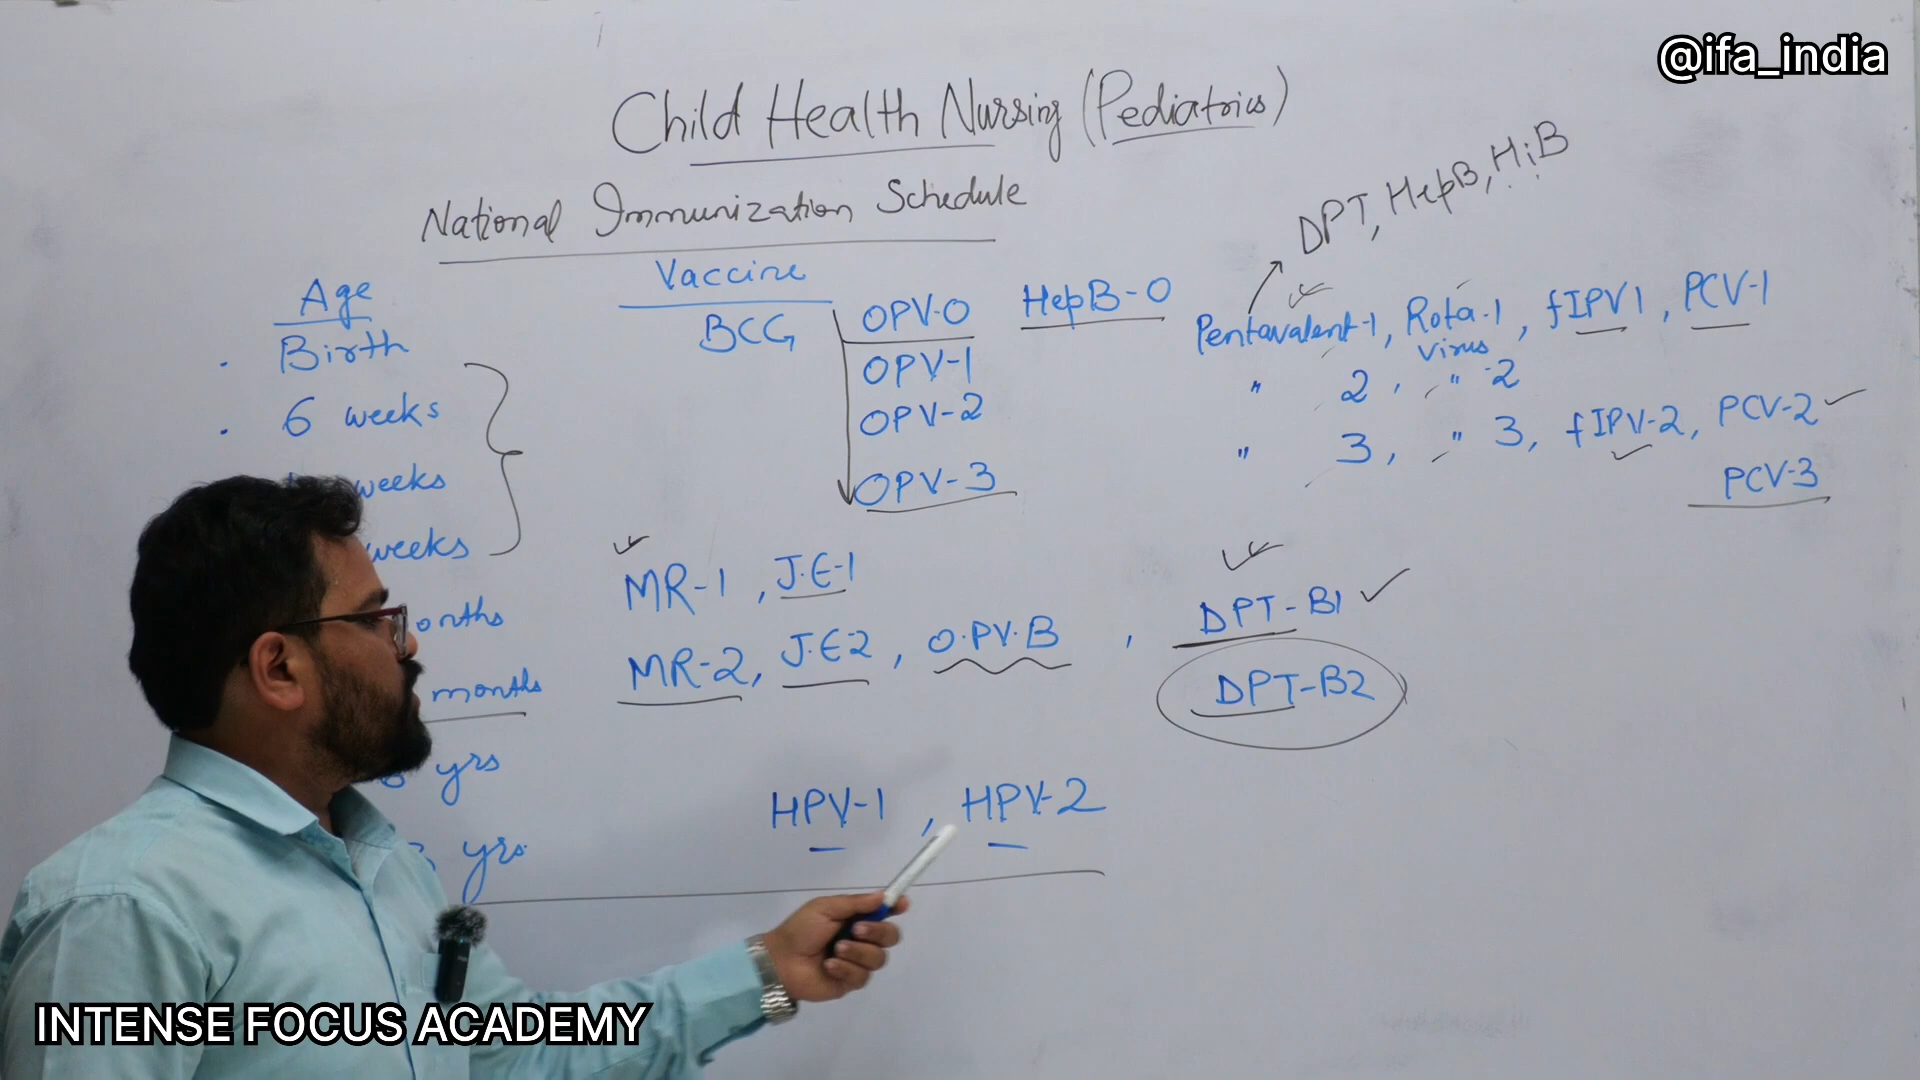 @ifa_india
Child Health Nursing (Pediatrics)
National Immunization Schedule
DPT, HepB, HiB
Age Vaccine
Birth BCG OPV-0 HepB-0
6 weeks OPV-1 Pentavalent-1, Rota-1, fIPV1, PCV-1
virus
weeks OPV-2 " 2, " -2
weeks OPV-3 " 3, " 3, fIPV-2, PCV-2
PCV-3
onths MR-1, J.E-1
months MR-2, J.E2, O.P.V.B, DPT-B1
yrs DPT-B2
yrs HPV-1, HPV-2
INTENSE FOCUS ACADEMY